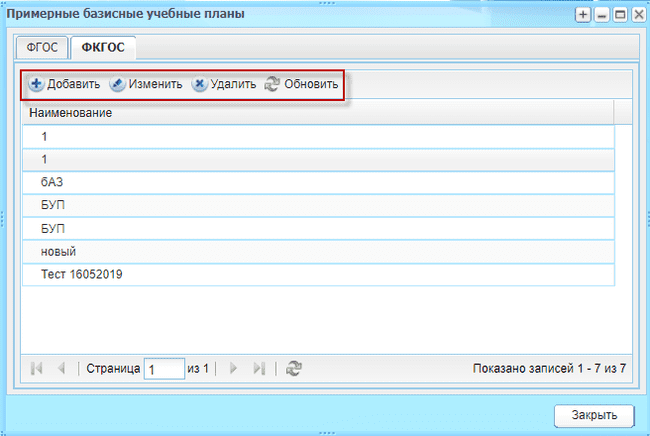 Примерные базисные учебные планы
ФГОС ФКГОС
Добавить Изменить Удалить Обновить
Наименование
1
1
бАЗ
БУП
БУП
новый
Тест 16052019
Страница 1 из 1 Показано записей 1 - 7 из 7
Закрыть